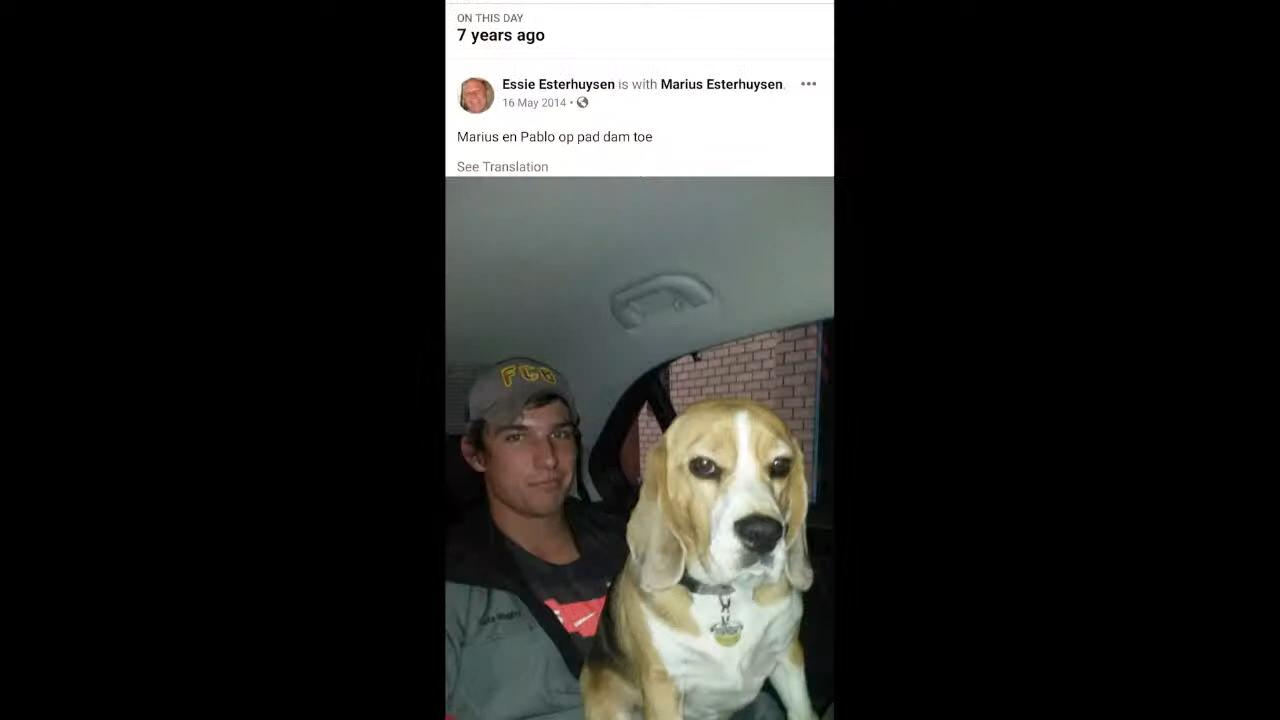 ON THIS DAY
7 years ago
Essie Esterhuysen is with Marius Esterhuysen.
16 May 2014 •
Marius en Pablo op pad dam toe
See Translation
FCG